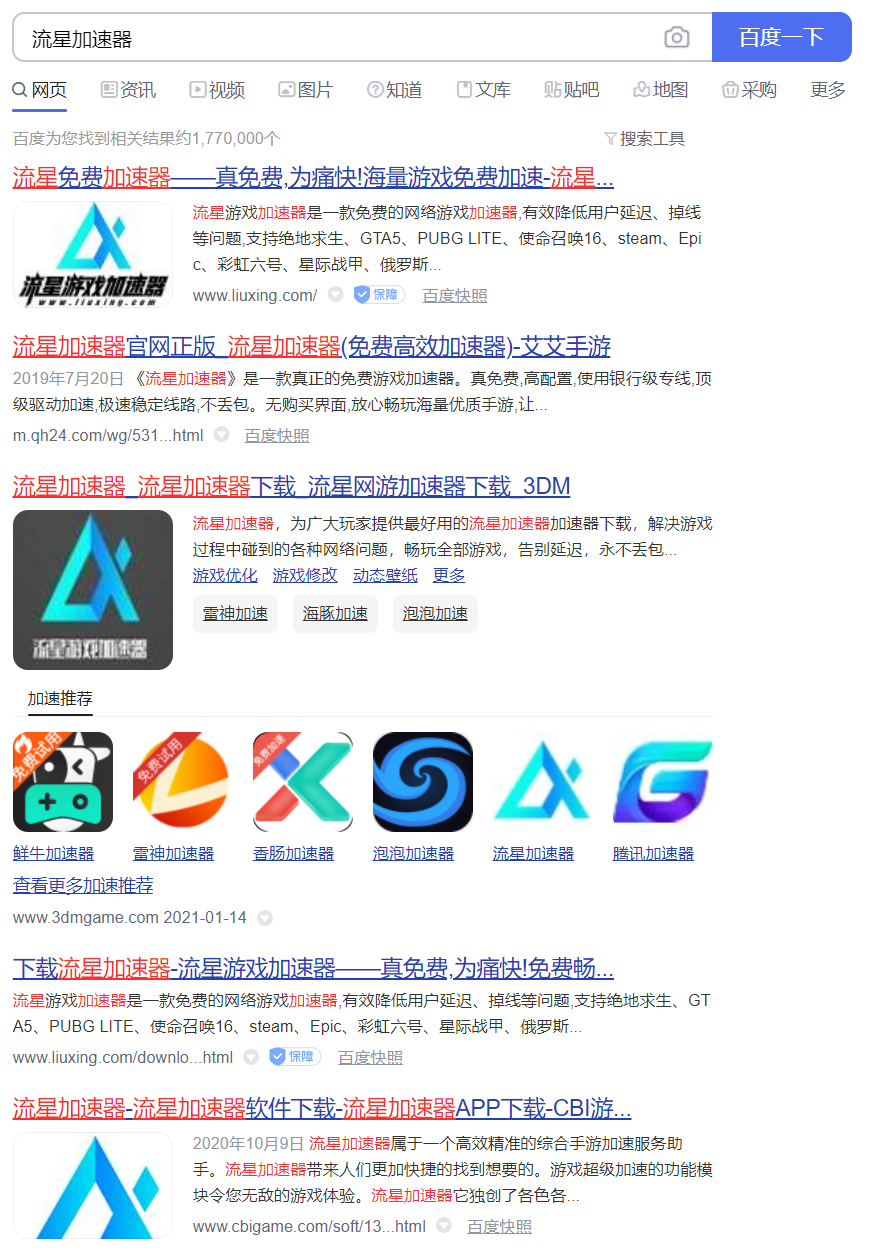 流星加速器
百度一下
网页 资讯 视频 图片 知道 文库 贴吧 地图 采购 更多
百度为您找到相关结果约1,770,000个 搜索工具
流星免费加速器——真免费,为痛快!海量游戏免费加速-流星...
流星游戏加速器是一款免费的网络游戏加速器,有效降低用户延迟、掉线
等问题,支持绝地求生、GTA5、PUBG LITE、使命召唤16、steam、Epi
c、彩虹六号、星际战甲、俄罗斯...
流星游戏加速器
www.liuxing.com
www.liuxing.com/ 保障 百度快照
流星加速器官网正版_流星加速器(免费高效加速器)-艾艾手游
2019年7月20日 《流星加速器》是一款真正的免费游戏加速器。真免费,高配置,使用银行级专线,顶
级驱动加速,极速稳定线路,不丢包。无购买界面,放心畅玩海量优质手游,让...
m.qh24.com/wg/531...html 百度快照
流星加速器_流星加速器下载_流星网游加速器下载_3DM
流星加速器，为广大玩家提供最好用的流星加速器加速器下载，解决游戏
过程中碰到的各种网络问题，畅玩全部游戏，告别延迟，永不丢包...
游戏优化 游戏修改 动态壁纸 更多
雷神加速 海豚加速 泡泡加速
流星游戏加速器
加速推荐
免费试用 免费试用 免费加速
鲜牛加速器 雷神加速器 香肠加速器 泡泡加速器 流星加速器 腾讯加速器
查看更多加速推荐
www.3dmgame.com 2021-01-14
下载流星加速器-流星游戏加速器——真免费,为痛快!免费畅...
流星游戏加速器是一款免费的网络游戏加速器,有效降低用户延迟、掉线等问题,支持绝地求生、GT
A5、PUBG LITE、使命召唤16、steam、Epic、彩虹六号、星际战甲、俄罗斯...
www.liuxing.com/downlo...html 保障 百度快照
流星加速器-流星加速器软件下载-流星加速器APP下载-CBI游...
2020年10月9日 流星加速器属于一个高效精准的综合手游加速服务助
手。流星加速器带来人们更加快捷的找到想要的。游戏超级加速的功能模
块令您无敌的游戏体验。流星加速器它独创了各色各...
www.cbigame.com/soft/13...html 百度快照